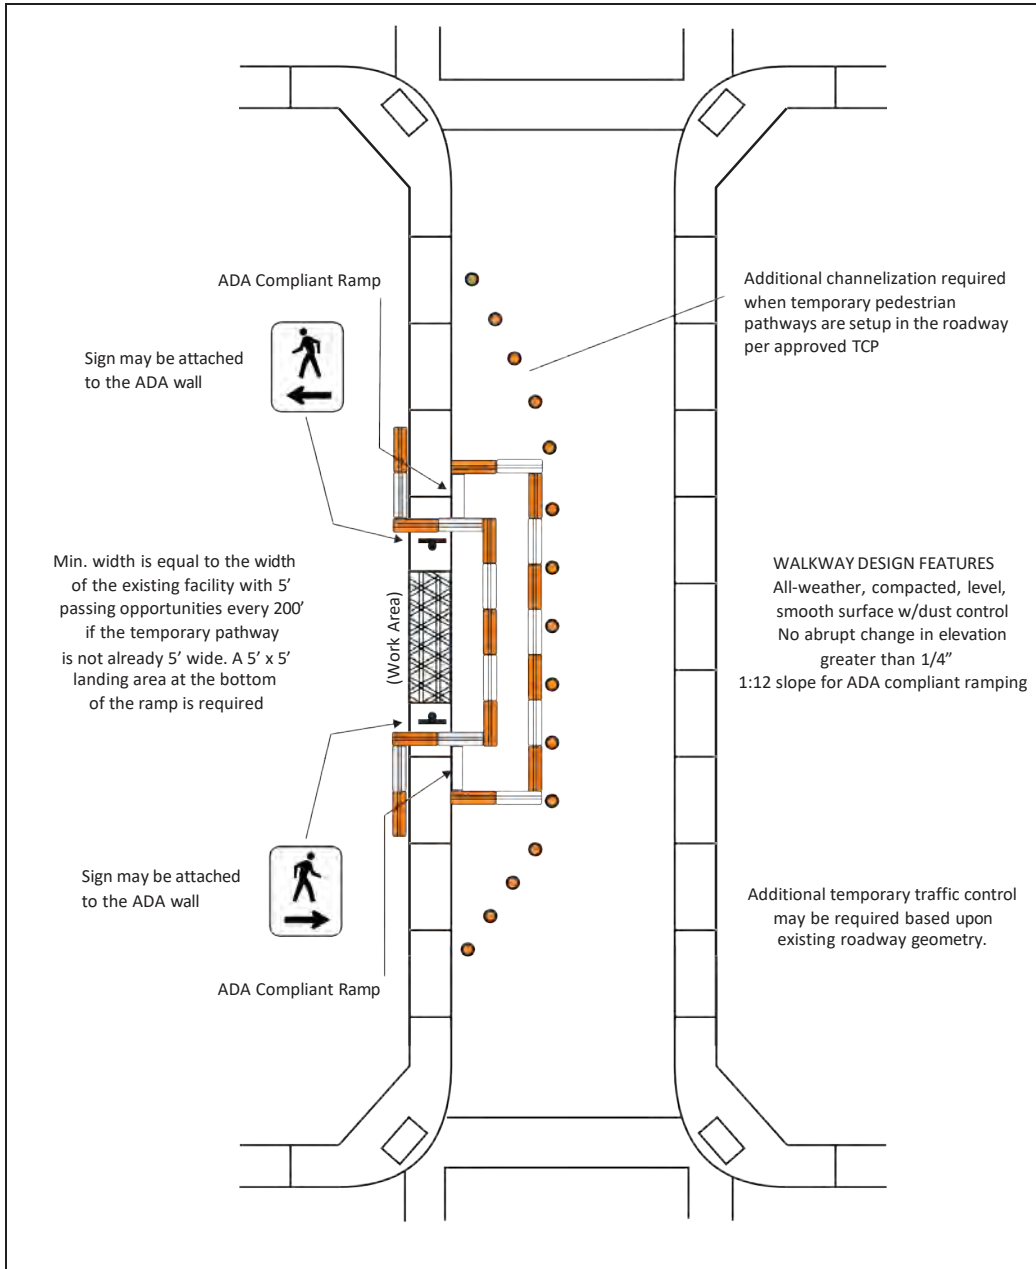 ADA Compliant Ramp
Sign may be attached
to the ADA wall
Additional channelization required
when temporary pedestrian
pathways are setup in the roadway
per approved TCP
Min. width is equal to the width
of the existing facility with 5’
passing opportunities every 200’
if the temporary pathway
is not already 5’ wide. A 5’ x 5’
landing area at the bottom
of the ramp is required
(Work Area)
WALKWAY DESIGN FEATURES
All-weather, compacted, level,
smooth surface w/dust control
No abrupt change in elevation
greater than 1/4”
1:12 slope for ADA compliant ramping
Sign may be attached
to the ADA wall
ADA Compliant Ramp
Additional temporary traffic control
may be required based upon
existing roadway geometry.